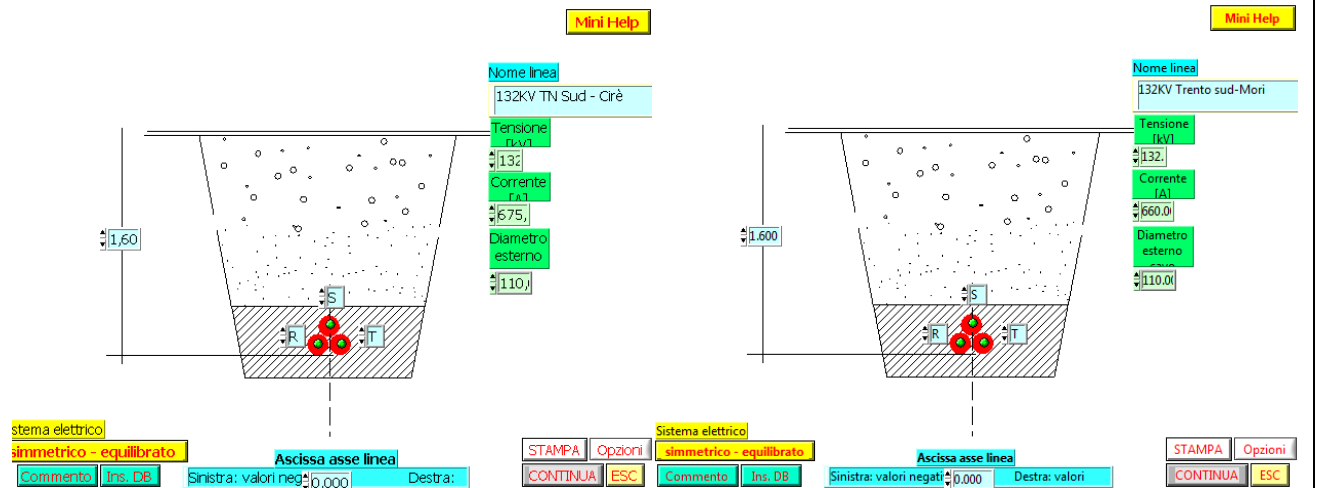 Mini Help
Nome linea
132KV TN Sud - Cirè
Tensione
[kV]
132
Corrente
[A]
675,
Diametro
esterno
110,
1,60
S
R
T
sistema elettrico
simmetrico - equilibrato
Commento
Ins. DB
Ascissa asse linea
Sinistra: valori neg
0.000
Destra:
STAMPA
Opzioni
CONTINUA
ESC
Mini Help
Nome linea
132KV Trento sud-Mori
Tensione
[kV]
132.
Corrente
[A]
660.0
Diametro
esterno
110.0
1.600
S
R
T
Sistema elettrico
simmetrico - equilibrato
Commento
Ins. DB
Ascissa asse linea
Sinistra: valori negati
0.000
Destra: valori
STAMPA
Opzioni
CONTINUA
ESC